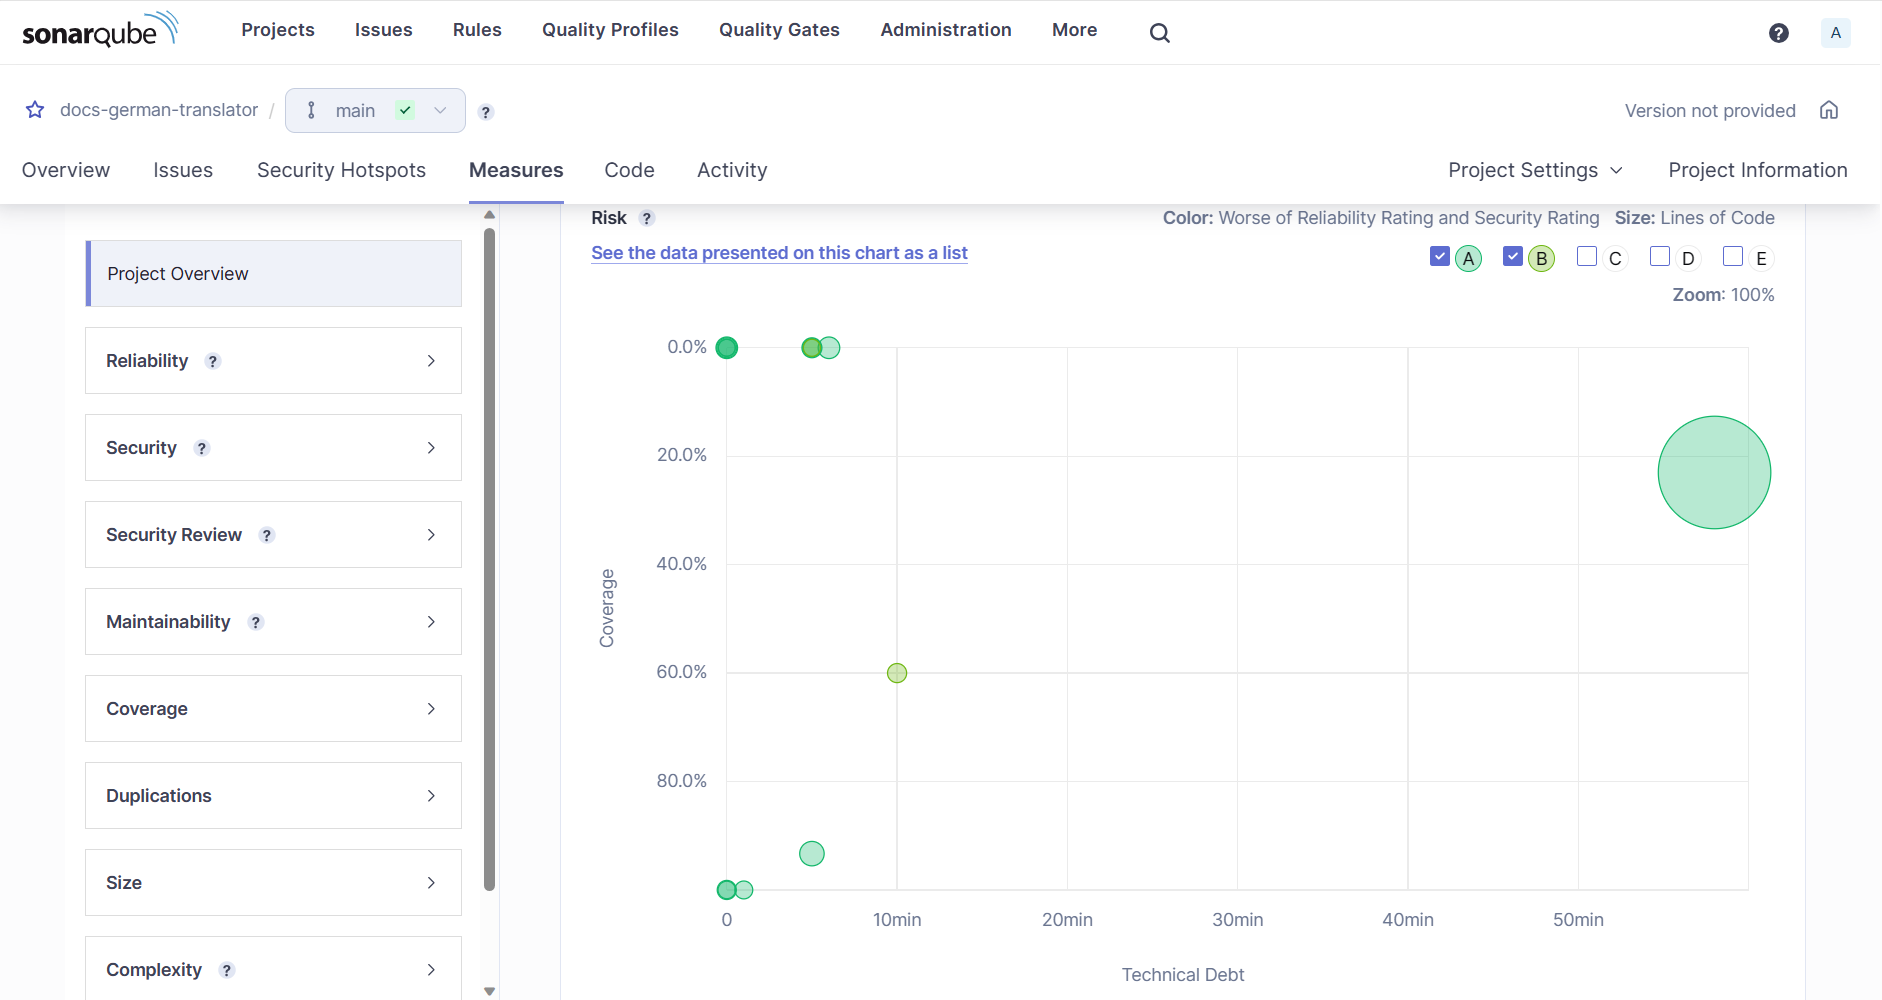 sonarqube Projects Issues Rules Quality Profiles Quality Gates Administration More ? A
docs-german-translator / main ? Version not provided
Overview Issues Security Hotspots Measures Code Activity Project Settings Project Information
Project Overview
Reliability ?
Security ?
Security Review ?
Maintainability ?
Coverage
Duplications
Size
Complexity ?
Risk ? Color: Worse of Reliability Rating and Security Rating Size: Lines of Code
See the data presented on this chart as a list A B C D E
Zoom: 100%
0.0%
20.0%
40.0%
60.0%
80.0%
Coverage
0 10min 20min 30min 40min 50min
Technical Debt